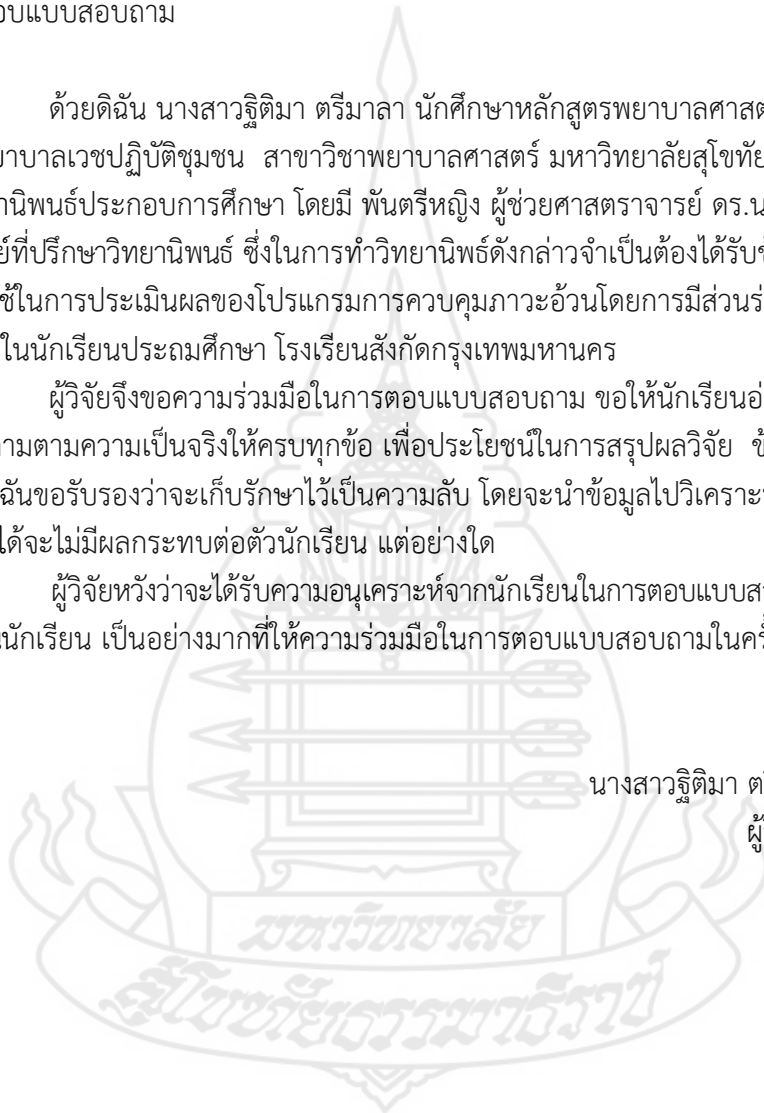 อบแบบสอบถาม
ด้วยดิฉัน นางสาวฐิติมา ตรีมาลา นักศึกษาหลักสูตรพยาบาลศาสต
ยาบาลเวชปฏิบัติชุมชน สาขาวิชาพยาบาลศาสตร์ มหาวิทยาลัยสุโขทัย
านิพนธ์ประกอบการศึกษา โดยมี พันตรีหญิง ผู้ช่วยศาสตราจารย์ ดร.น
ย์ที่ปรึกษาวิทยานิพนธ์ ซึ่งในการทำวิทยานิพธ์ดังกล่าวจำเป็นต้องได้รับข
ช้ในการประเมินผลของโปรแกรมการควบคุมภาวะอ้วนโดยการมีส่วนร่
ในนักเรียนประถมศึกษา โรงเรียนสังกัดกรุงเทพมหานคร
ผู้วิจัยจึงขอความร่วมมือในการตอบแบบสอบถาม ขอให้นักเรียนอ่
ามตามความเป็นจริงให้ครบทุกข้อ เพื่อประโยชน์ในการสรุปผลวิจัย ข้
ฉันขอรับรองว่าจะเก็บรักษาไว้เป็นความลับ โดยจะนำข้อมูลไปวิเคราะ
ได้จะไม่มีผลกระทบต่อตัวนักเรียน แต่อย่างใด
ผู้วิจัยหวังว่าจะได้รับความอนุเคราะห์จากนักเรียนในการตอบแบบส
นักเรียน เป็นอย่างมากที่ให้ความร่วมมือในการตอบแบบสอบถามในครั้
นางสาวฐิติมา ต
ผู้
มหาวิทยาลัย
สุโขทัยธรรมาธิราช